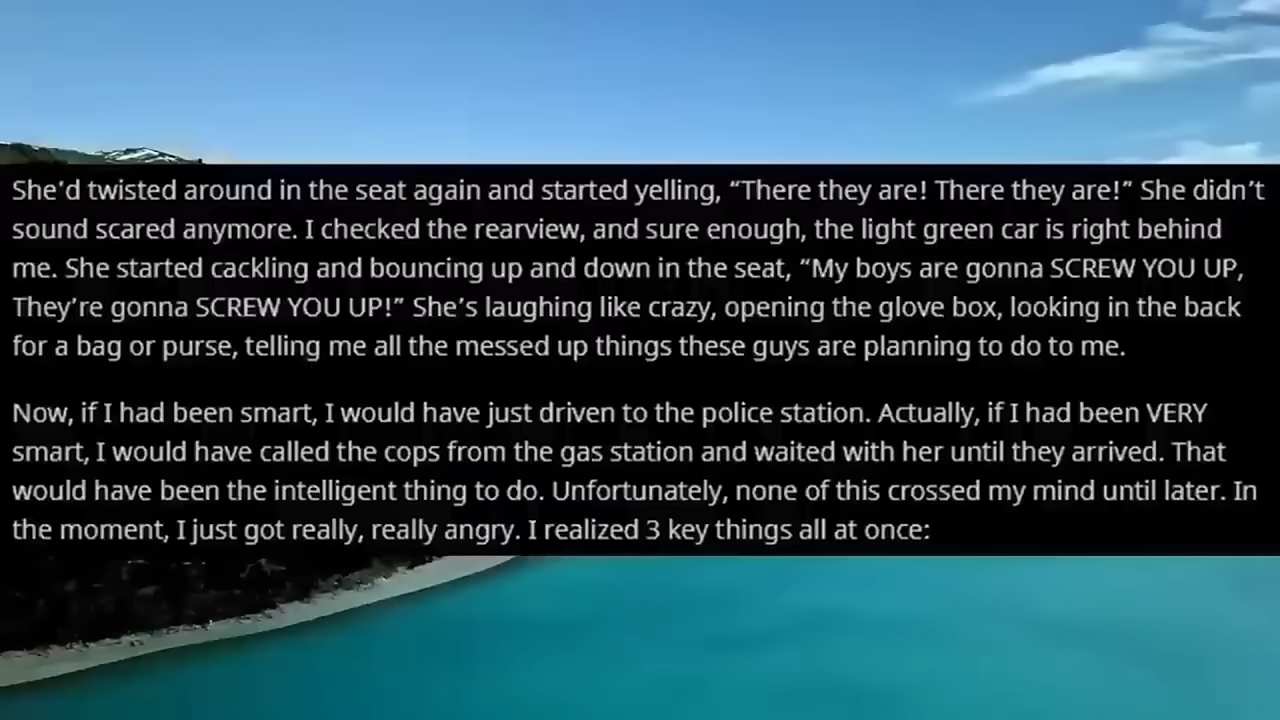 She’d twisted around in the seat again and started yelling, “There they are! There they are!” She didn’t
sound scared anymore. I checked the rearview, and sure enough, the light green car is right behind
me. She started cackling and bouncing up and down in the seat, “My boys are gonna SCREW YOU UP,
They’re gonna SCREW YOU UP!” She’s laughing like crazy, opening the glove box, looking in the back
for a bag or purse, telling me all the messed up things these guys are planning to do to me.
Now, if I had been smart, I would have just driven to the police station. Actually, if I had been VERY
smart, I would have called the cops from the gas station and waited with her until they arrived. That
would have been the intelligent thing to do. Unfortunately, none of this crossed my mind until later. In
the moment, I just got really, really angry. I realized 3 key things all at once: